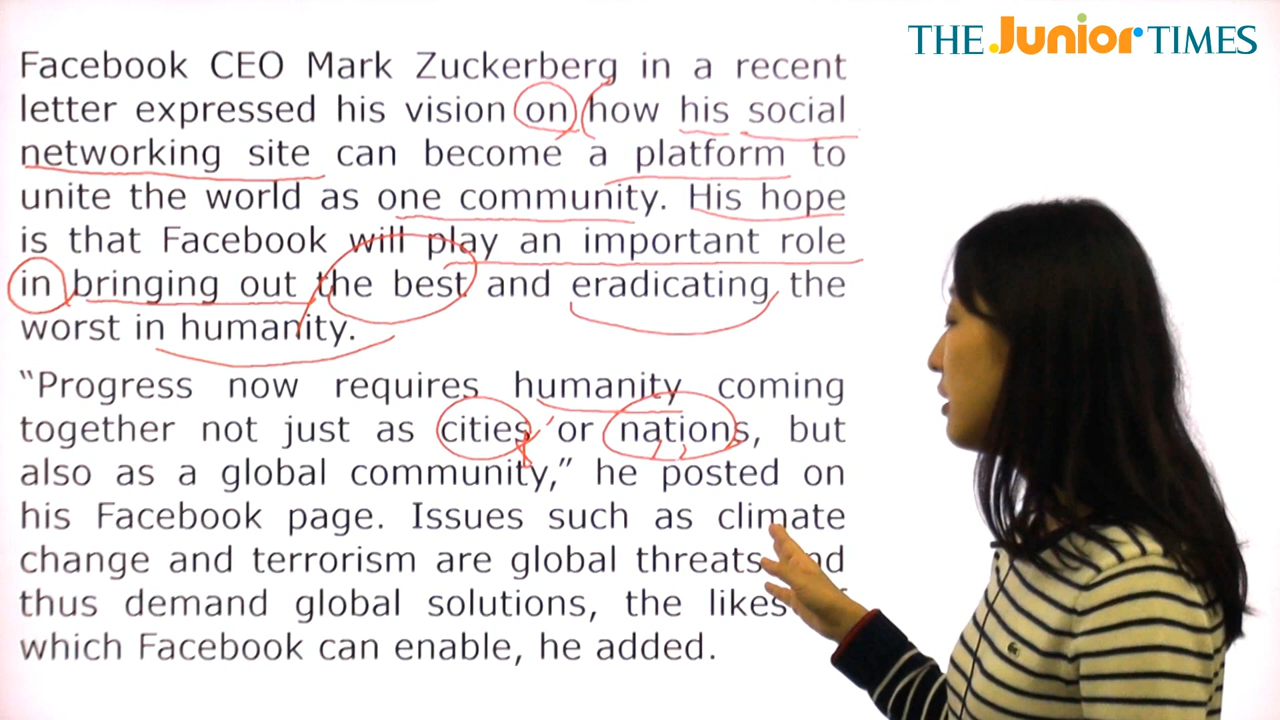 THE Junior TIMES
Facebook CEO Mark Zuckerberg in a recent
letter expressed his vision on how his social
networking site can become a platform to
unite the world as one community. His hope
is that Facebook will play an important role
in bringing out the best and eradicating the
worst in humanity.
“Progress now requires humanity coming
together not just as cities or nations, but
also as a global community,” he posted on
his Facebook page. Issues such as climate
change and terrorism are global threats and
thus demand global solutions, the likes of
which Facebook can enable, he added.